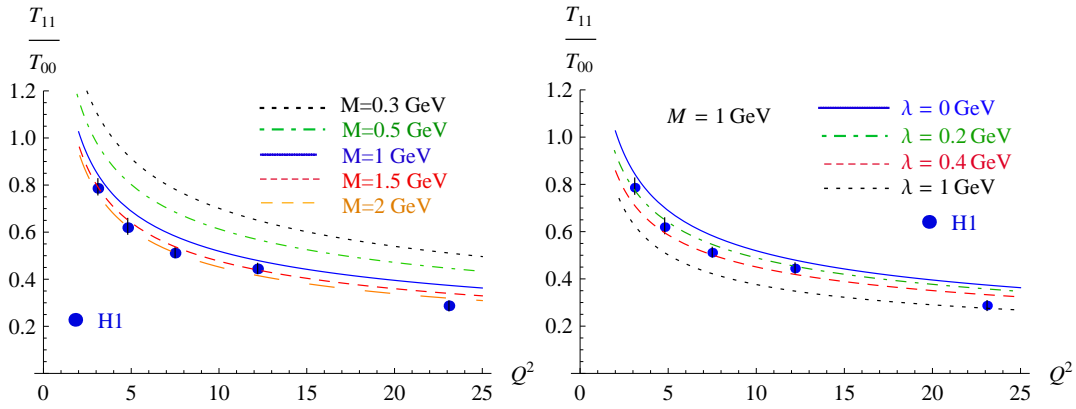 T11
T00
1.2
1.0
0.8
0.6
0.4
0.2
0 5 10 15 20 25 Q²
M=0.3 GeV
M=0.5 GeV
M=1 GeV
M=1.5 GeV
M=2 GeV
H1
T11
T00
1.2
1.0
0.8
0.6
0.4
0.2
0 5 10 15 20 25 Q²
M = 1 GeV
λ = 0 GeV
λ = 0.2 GeV
λ = 0.4 GeV
λ = 1 GeV
H1